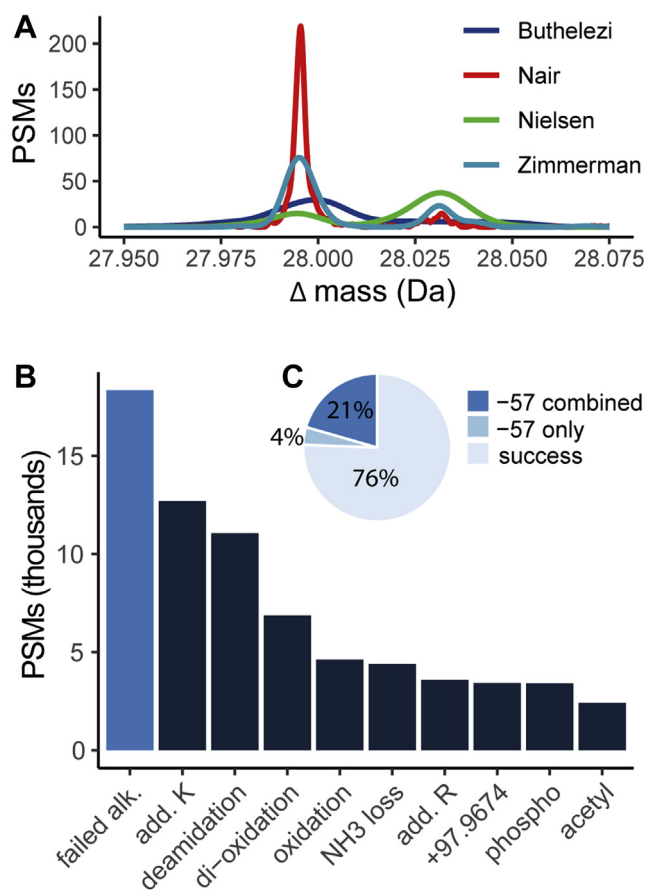 A
200
150
100
50
0
PSMs
Buthelezi
Nair
Nielsen
Zimmerman
27.950 27.975 28.000 28.025 28.050 28.075
Δ mass (Da)
B
C
15
10
5
0
PSMs (thousands)
21%
4%
76%
−57 combined
−57 only
success
failed alk.
add. K
deamidation
di−oxidation
oxidation
NH3 loss
add. R
+97.9674
phospho
acetyl